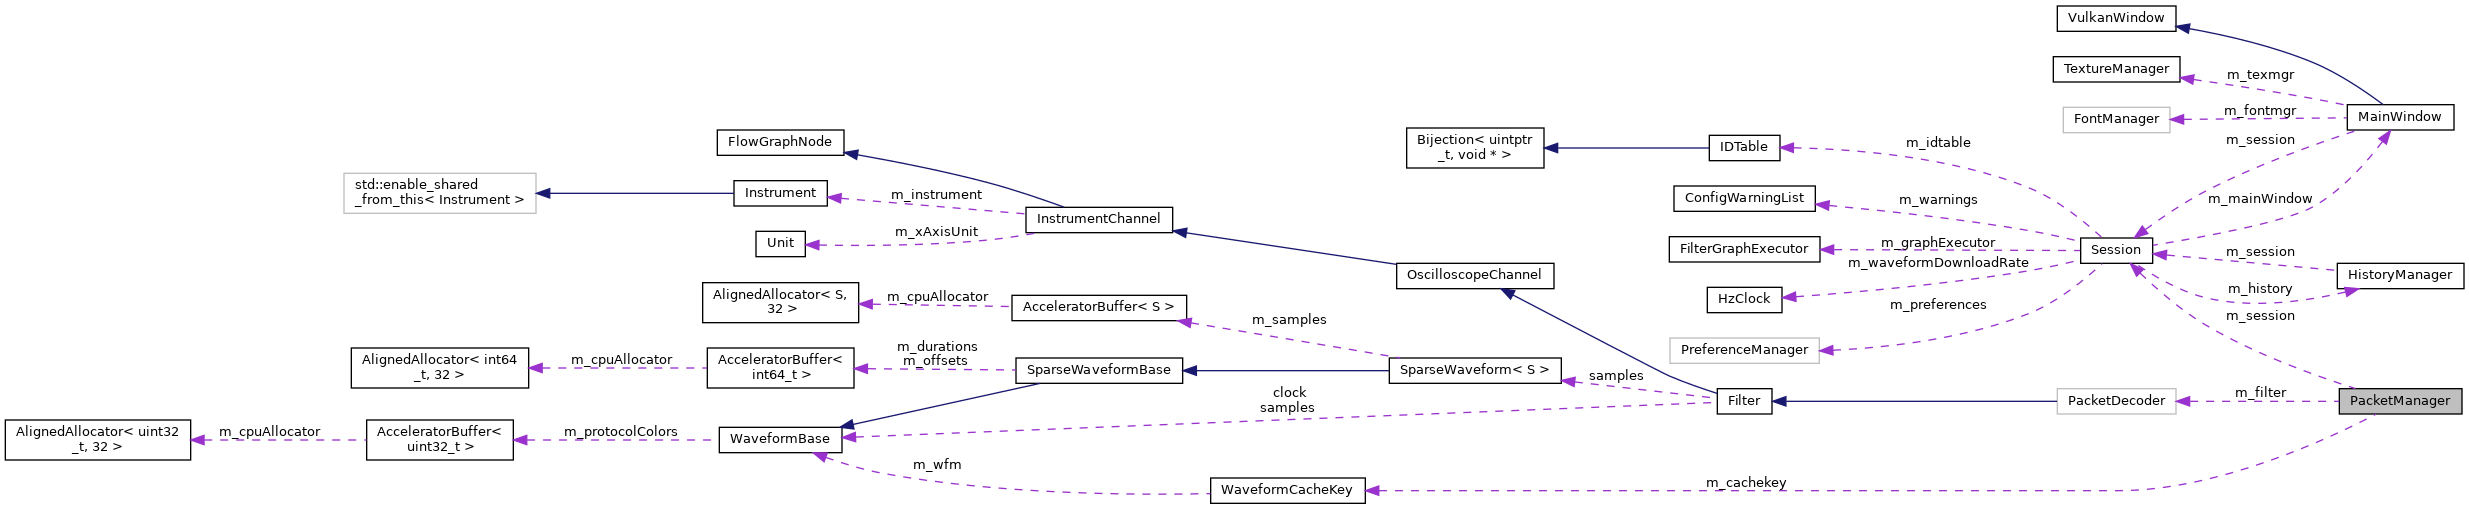 VulkanWindow
TextureManager
m_texmgr
FontManager
m_fontmgr
MainWindow
FlowGraphNode
Bijection< uintptr
_t, void * >
IDTable
m_idtable
m_session
std::enable_shared
_from_this< Instrument >
Instrument
m_instrument
InstrumentChannel
ConfigWarningList
m_warnings
m_mainWindow
Unit
m_xAxisUnit
FilterGraphExecutor
m_graphExecutor
Session
m_session
m_waveformDownloadRate
OscilloscopeChannel
HistoryManager
AlignedAllocator< S,
32 >
m_cpuAllocator
AcceleratorBuffer< S >
HzClock
m_history
m_preferences
m_samples
m_session
PreferenceManager
AlignedAllocator< int64
_t, 32 >
m_cpuAllocator
AcceleratorBuffer<
int64_t >
m_durations
m_offsets
SparseWaveformBase
SparseWaveform< S >
samples
Filter
PacketDecoder
m_filter
PacketManager
clock
samples
AlignedAllocator< uint32
_t, 32 >
m_cpuAllocator
AcceleratorBuffer<
uint32_t >
m_protocolColors
WaveformBase
m_wfm
WaveformCacheKey
m_cachekey